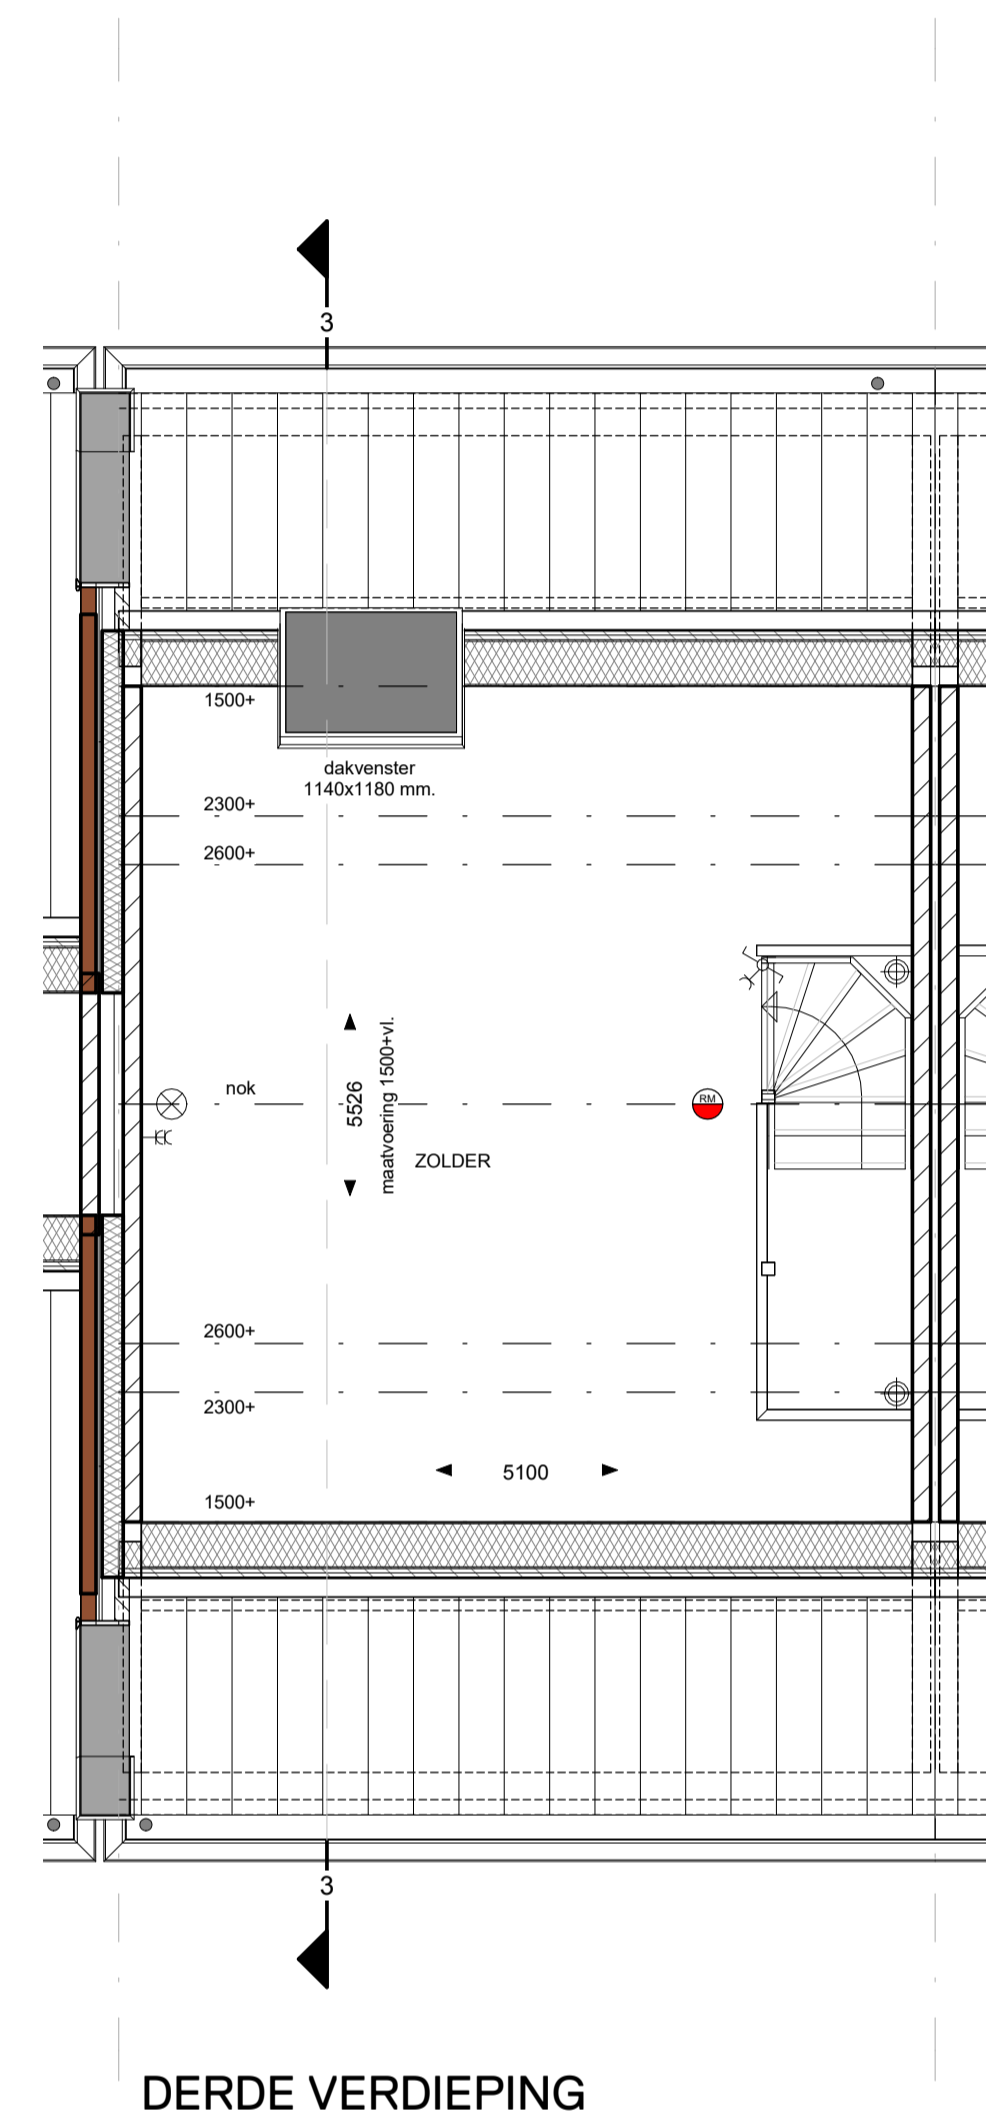 3
1500+
dakvenster
1140x1180 mm.
2300+
2600+
nok
5526
maatvoering 1500+vl.
RM
ZOLDER
2600+
2300+
5100
1500+
3
DERDE VERDIEPING